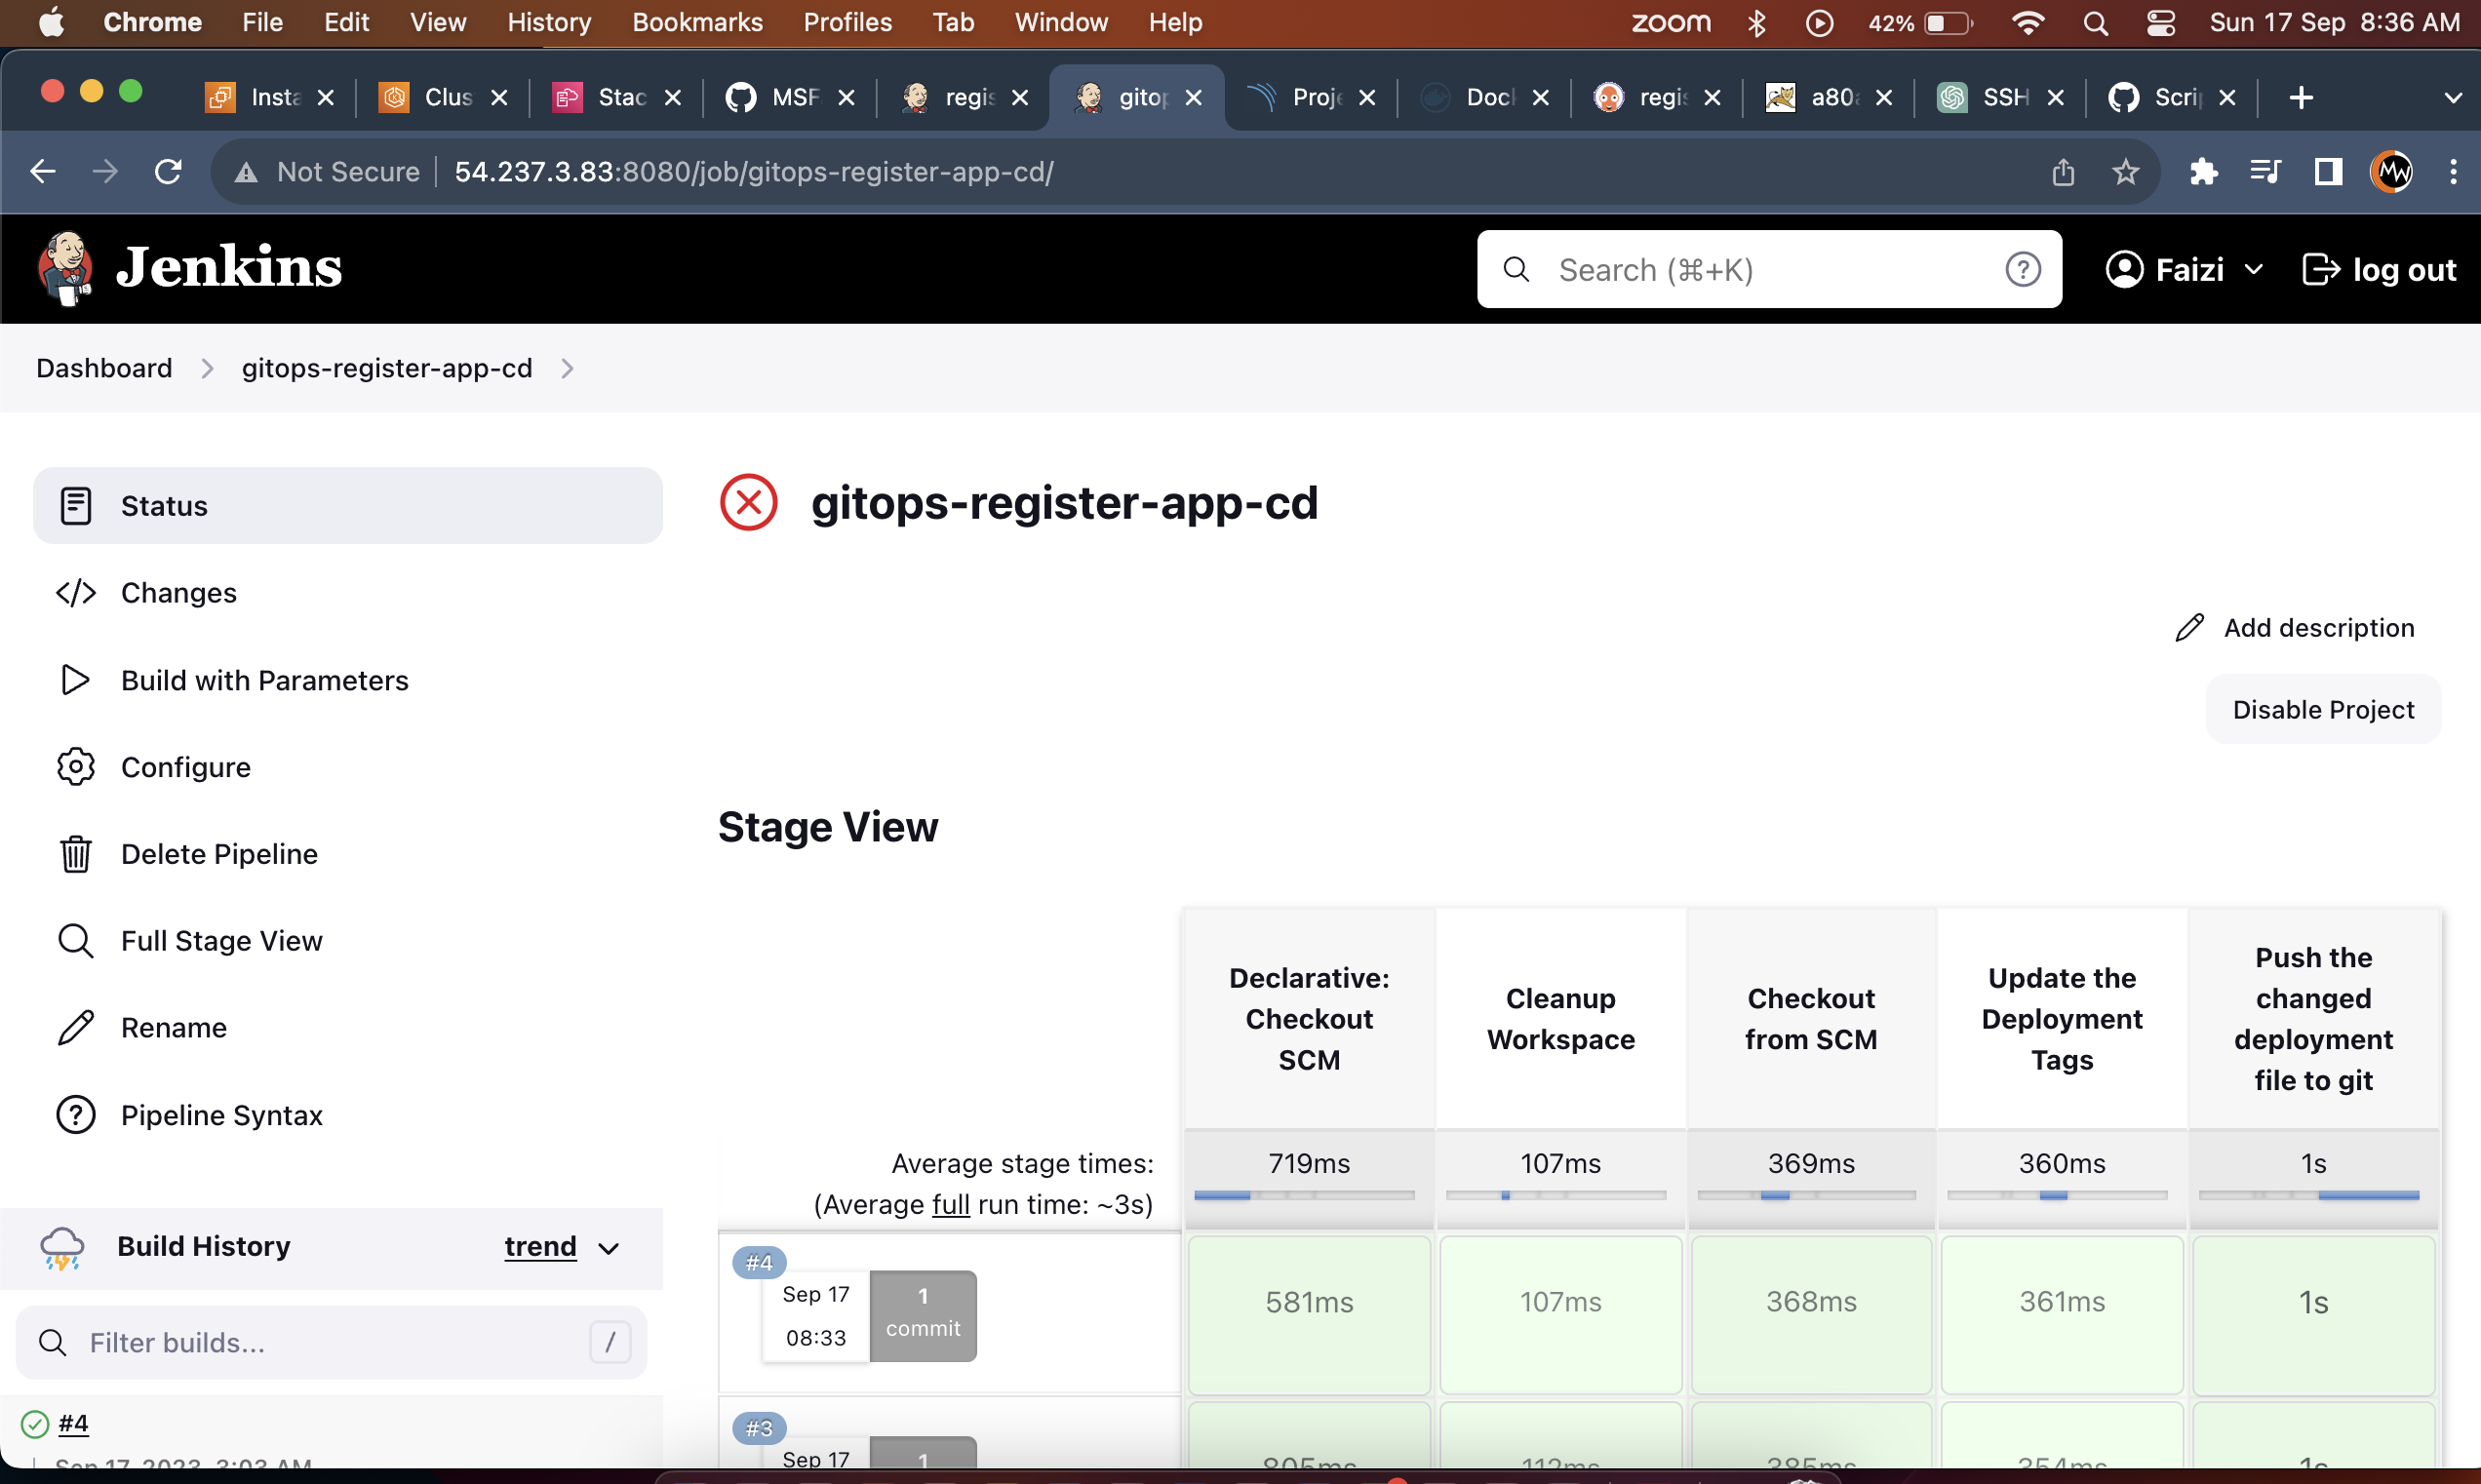 Chrome File Edit View History Bookmarks Profiles Tab Window Help zoom 42% Sun 17 Sep 8:36 AM
Insta Clus Stac MSF regis gitop Proje Doc regis a80 SSH Scrip
Not Secure 54.237.3.83:8080/job/gitops-register-app-cd/
Jenkins Search (⌘+K) Faizi log out
Dashboard gitops-register-app-cd
Status
Changes
Build with Parameters
Configure
Delete Pipeline
Full Stage View
Rename
Pipeline Syntax
Build History trend
Filter builds... /
#4
Sep 17, 2023, 3:03 AM
gitops-register-app-cd
Add description
Disable Project
Stage View
Declarative: Checkout SCM
Cleanup Workspace
Checkout from SCM
Update the Deployment Tags
Push the changed deployment file to git
Average stage times: 719ms 107ms 369ms 360ms 1s
(Average full run time: ~3s)
#4
Sep 17 08:33 1 commit 581ms 107ms 368ms 361ms 1s
#3
Sep 17 1 805ms 112ms 385ms 354ms 1s